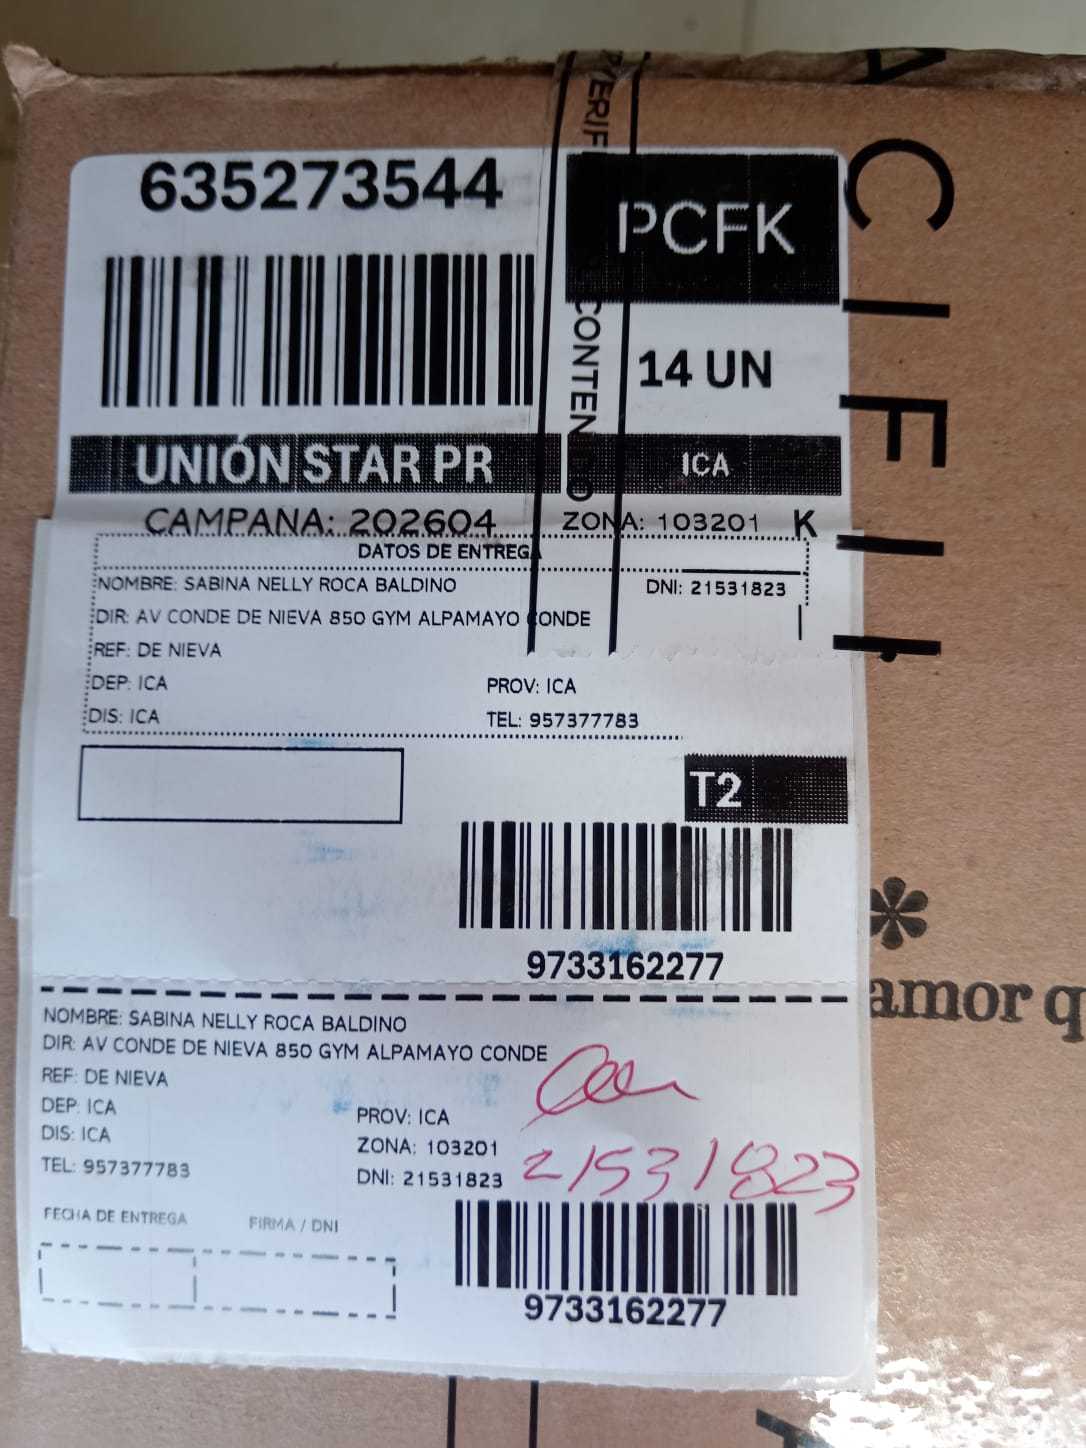 635273544
PCFK
14 UN
UNIÓN STAR PR
ICA
CAMPANA: 202604
ZONA: 103201 K
DATOS DE ENTREGA
NOMBRE: SABINA NELLY ROCA BALDINO
DNI: 21531823
DIR: AV CONDE DE NIEVA 850 GYM ALPAMAYO CONDE
REF: DE NIEVA
DEP: ICA
PROV: ICA
DIS: ICA
TEL: 957377783
T2
9733162277
NOMBRE: SABINA NELLY ROCA BALDINO
DIR: AV CONDE DE NIEVA 850 GYM ALPAMAYO CONDE
REF: DE NIEVA
DEP: ICA
PROV: ICA
DIS: ICA
ZONA: 103201
TEL: 957377783
DNI: 21531823
21531823
FECHA DE ENTREGA
FIRMA / DNI
9733162277
amor q